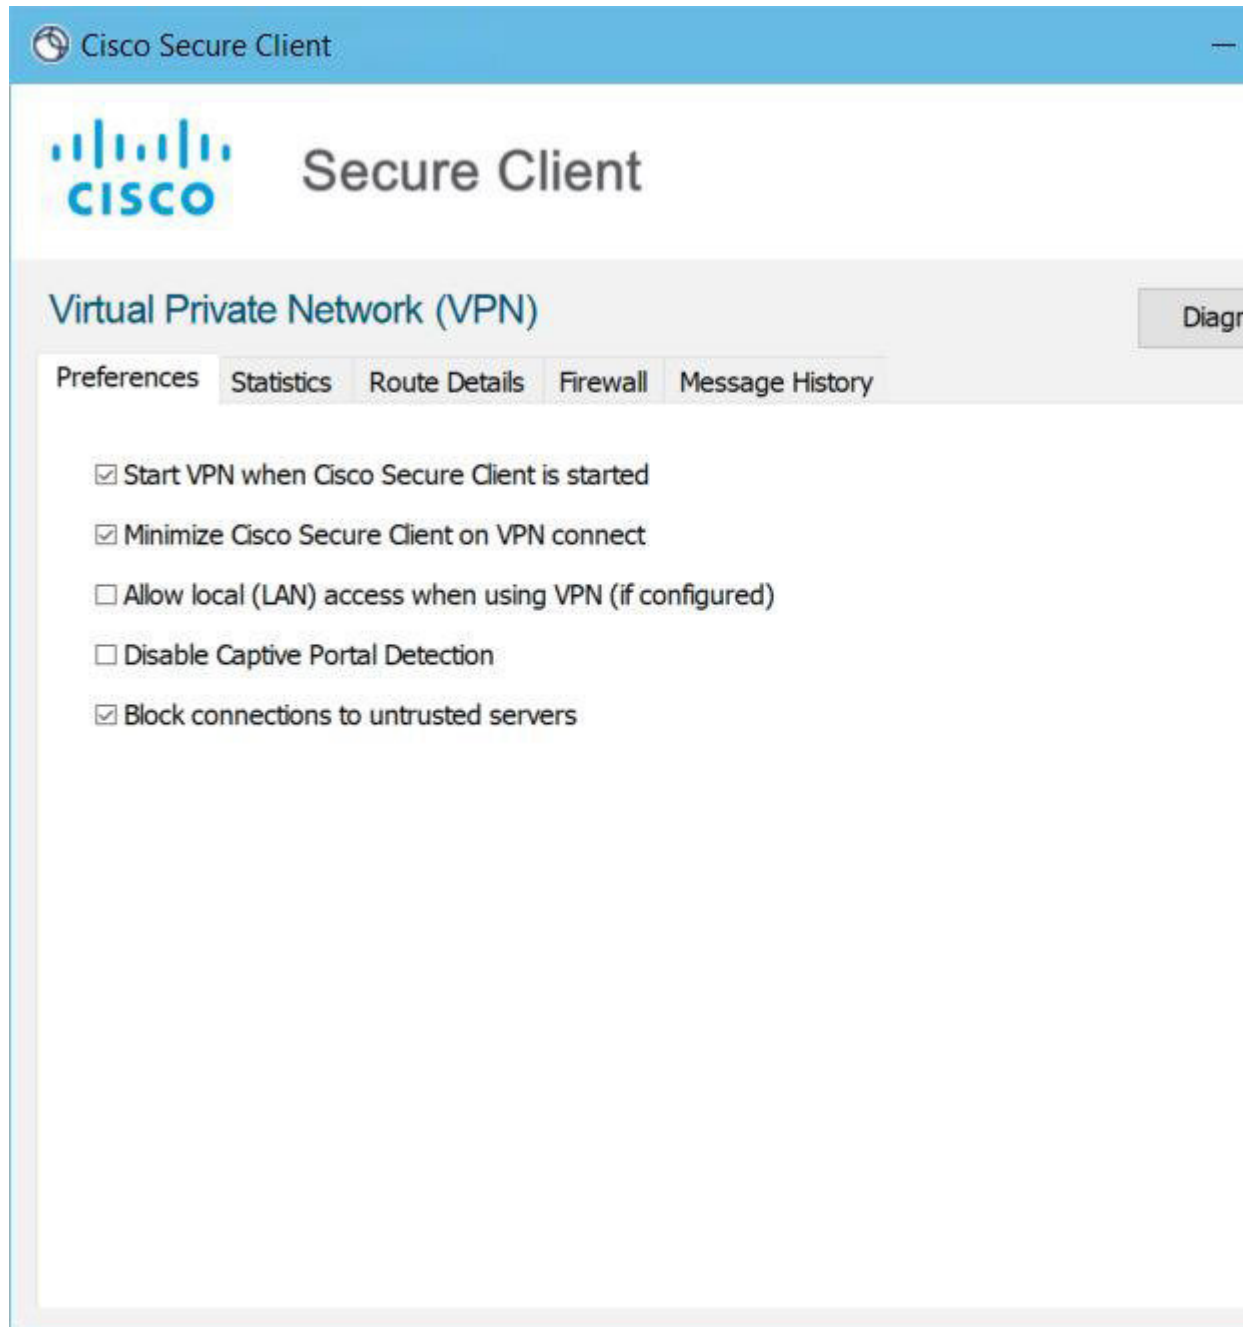 Cisco Secure Client
CISCO
Secure Client
Virtual Private Network (VPN)
Diagr
Preferences Statistics Route Details Firewall Message History
Start VPN when Cisco Secure Client is started
Minimize Cisco Secure Client on VPN connect
Allow local (LAN) access when using VPN (if configured)
Disable Captive Portal Detection
Block connections to untrusted servers